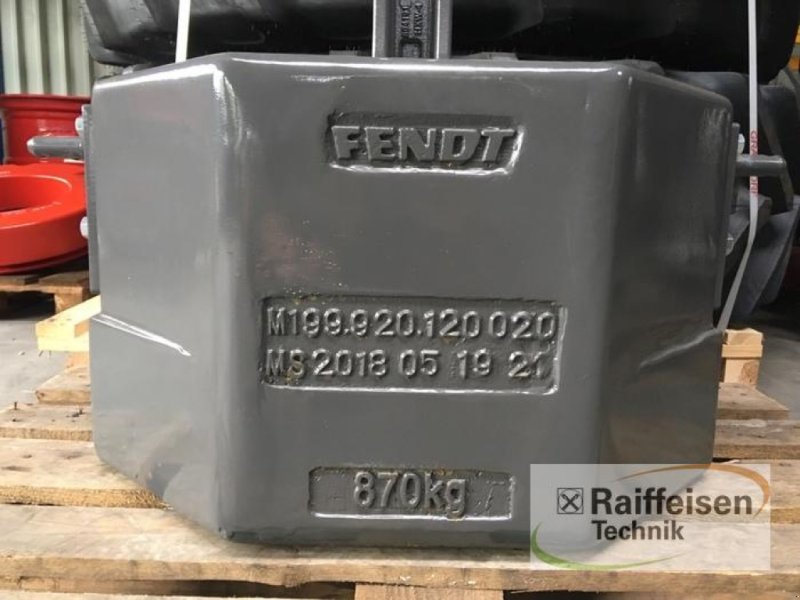 FENDT
M199.920.120 020
MS 2018 05 19 21
870kg
Raiffeisen
Technik